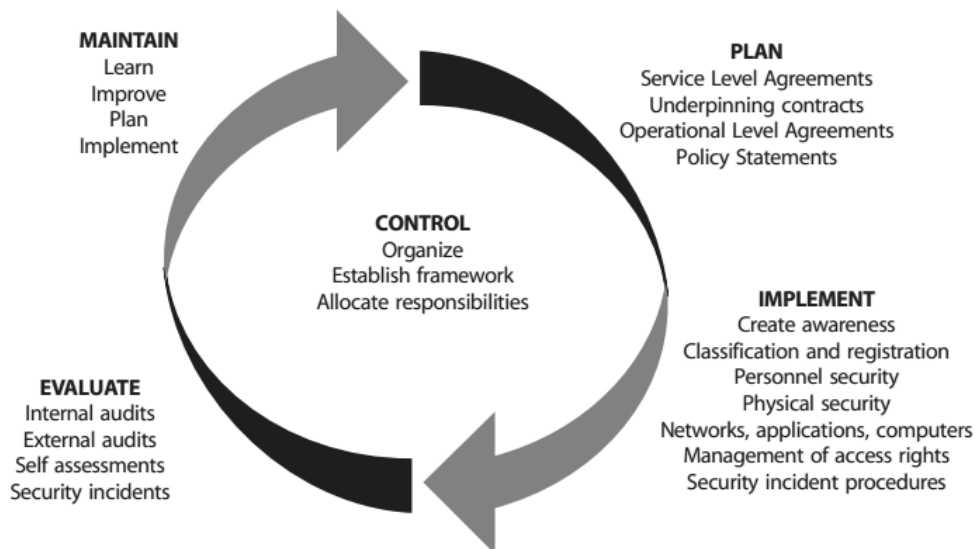 MAINTAIN
Learn
Improve
Plan
Implement
PLAN
Service Level Agreements
Underpinning contracts
Operational Level Agreements
Policy Statements
CONTROL
Organize
Establish framework
Allocate responsibilities
IMPLEMENT
Create awareness
Classification and registration
Personnel security
Physical security
Networks, applications, computers
Management of access rights
Security incident procedures
EVALUATE
Internal audits
External audits
Self assessments
Security incidents